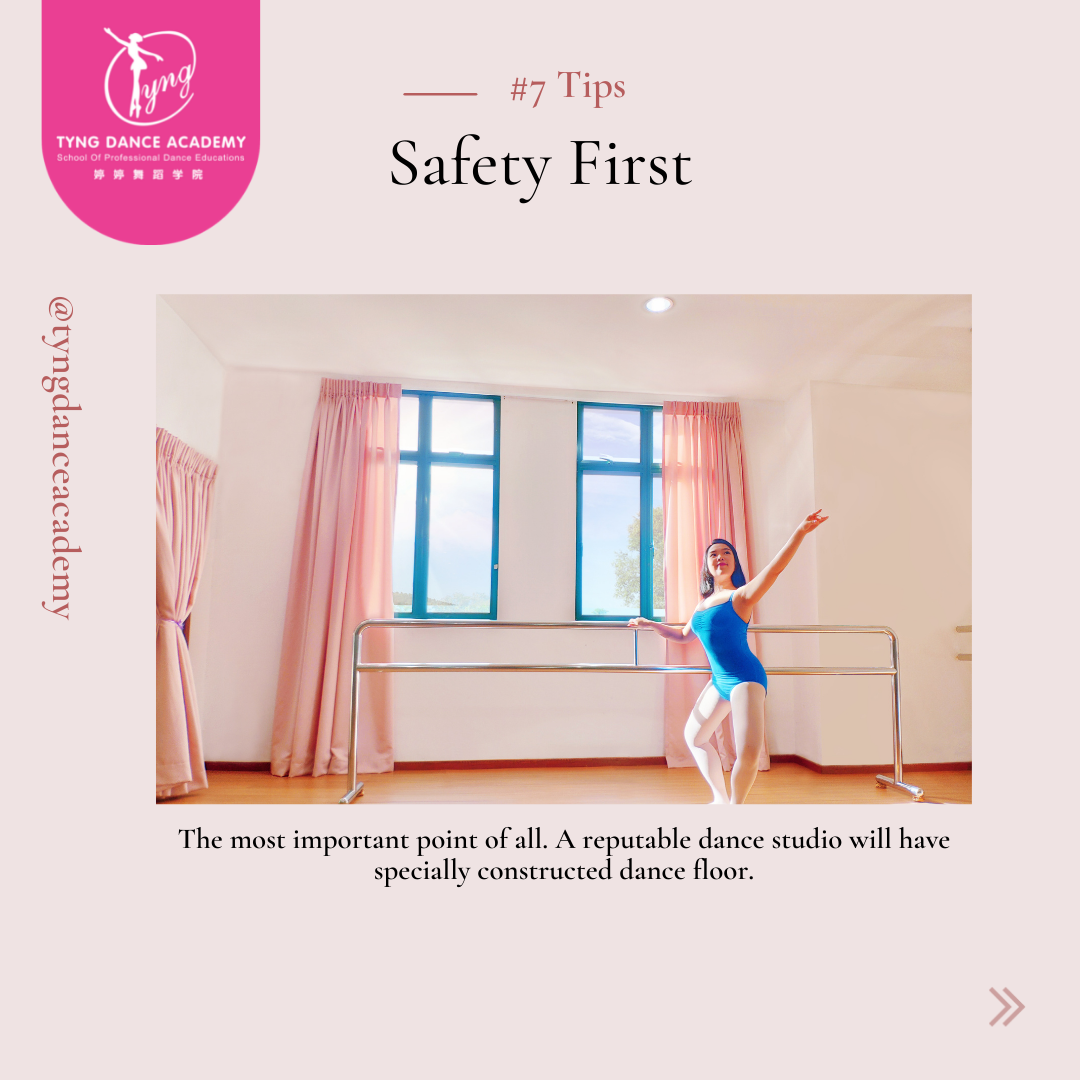 Tyng
TYNG DANCE ACADEMY
School Of Professional Dance Educations
婷婷舞蹈学院
#7 Tips
Safety First
@tyngdanceacademy
The most important point of all. A reputable dance studio will have
specially constructed dance floor.